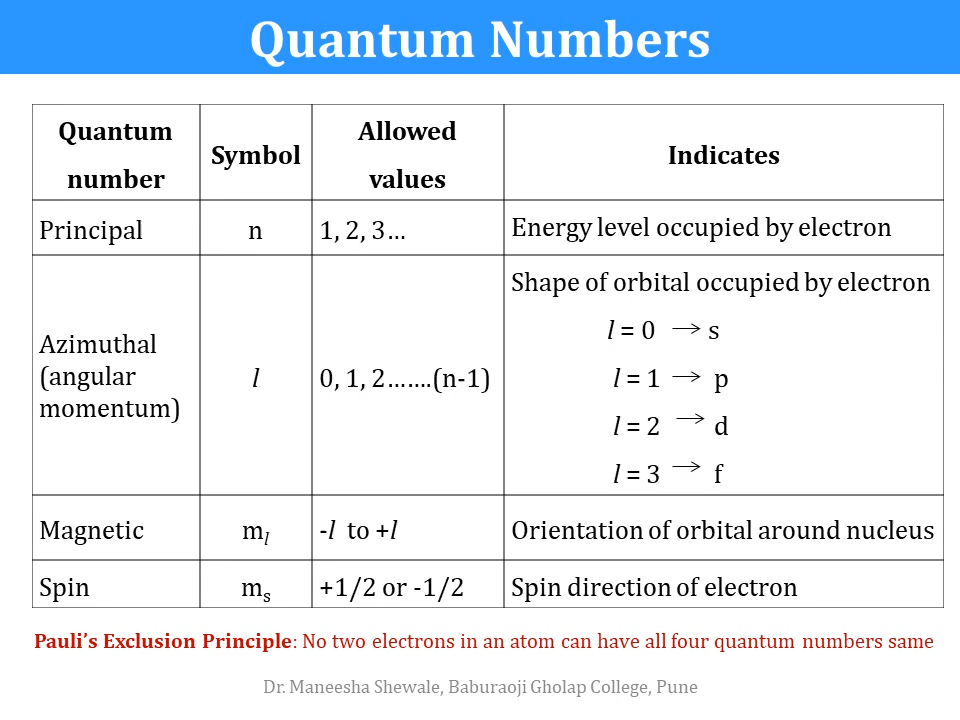 Quantum Numbers
Quantum
number
Symbol
Allowed
values
Indicates
Principal
n
1, 2, 3…
Energy level occupied by electron
Azimuthal
(angular
momentum)
l
0, 1, 2…….(n-1)
Shape of orbital occupied by electron
l = 0 → s
l = 1 → p
l = 2 → d
l = 3 → f
Magnetic
mₗ
-l to +l
Orientation of orbital around nucleus
Spin
mₛ
+1/2 or -1/2
Spin direction of electron
Pauli’s Exclusion Principle: No two electrons in an atom can have all four quantum numbers same
Dr. Maneesha Shewale, Baburaoji Gholap College, Pune